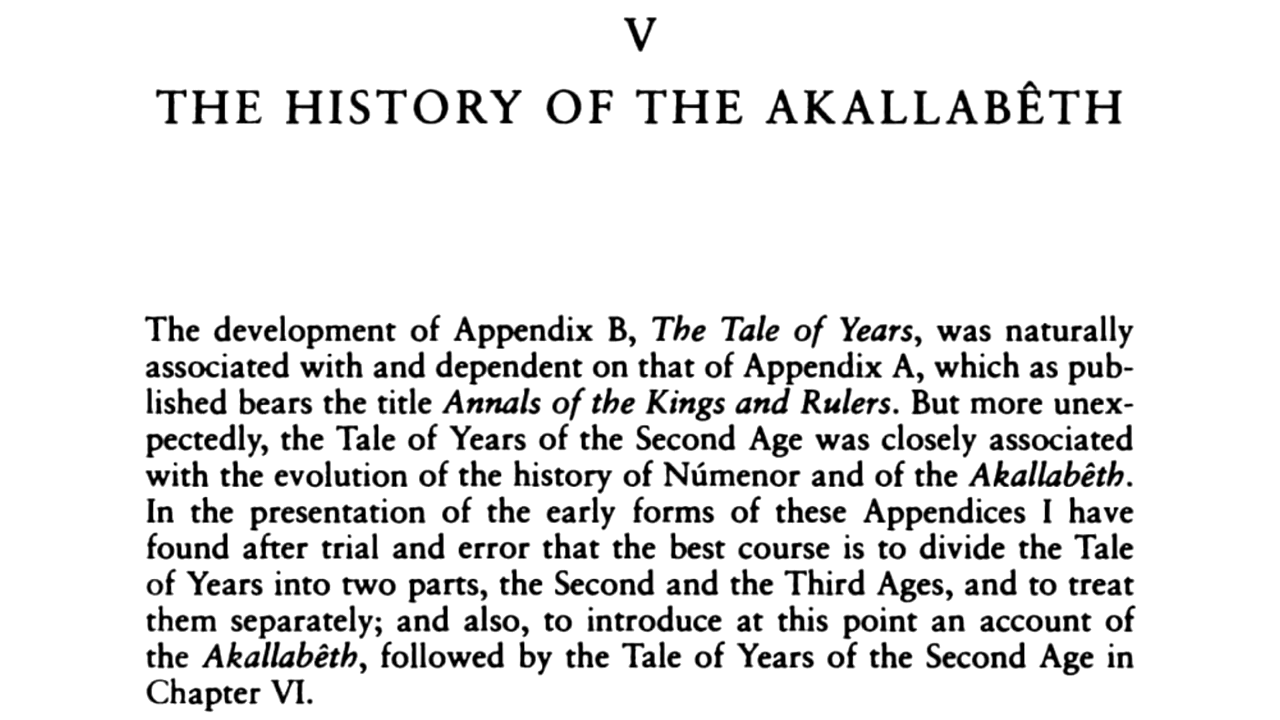 V
THE HISTORY OF THE AKALLABÊTH
The development of Appendix B, The Tale of Years, was naturally
associated with and dependent on that of Appendix A, which as pub-
lished bears the title Annals of the Kings and Rulers. But more unex-
pectedly, the Tale of Years of the Second Age was closely associated
with the evolution of the history of Númenor and of the Akallabêth.
In the presentation of the early forms of these Appendices I have
found after trial and error that the best course is to divide the Tale
of Years into two parts, the Second and the Third Ages, and to treat
them separately; and also, to introduce at this point an account of
the Akallabêth, followed by the Tale of Years of the Second Age in
Chapter VI.